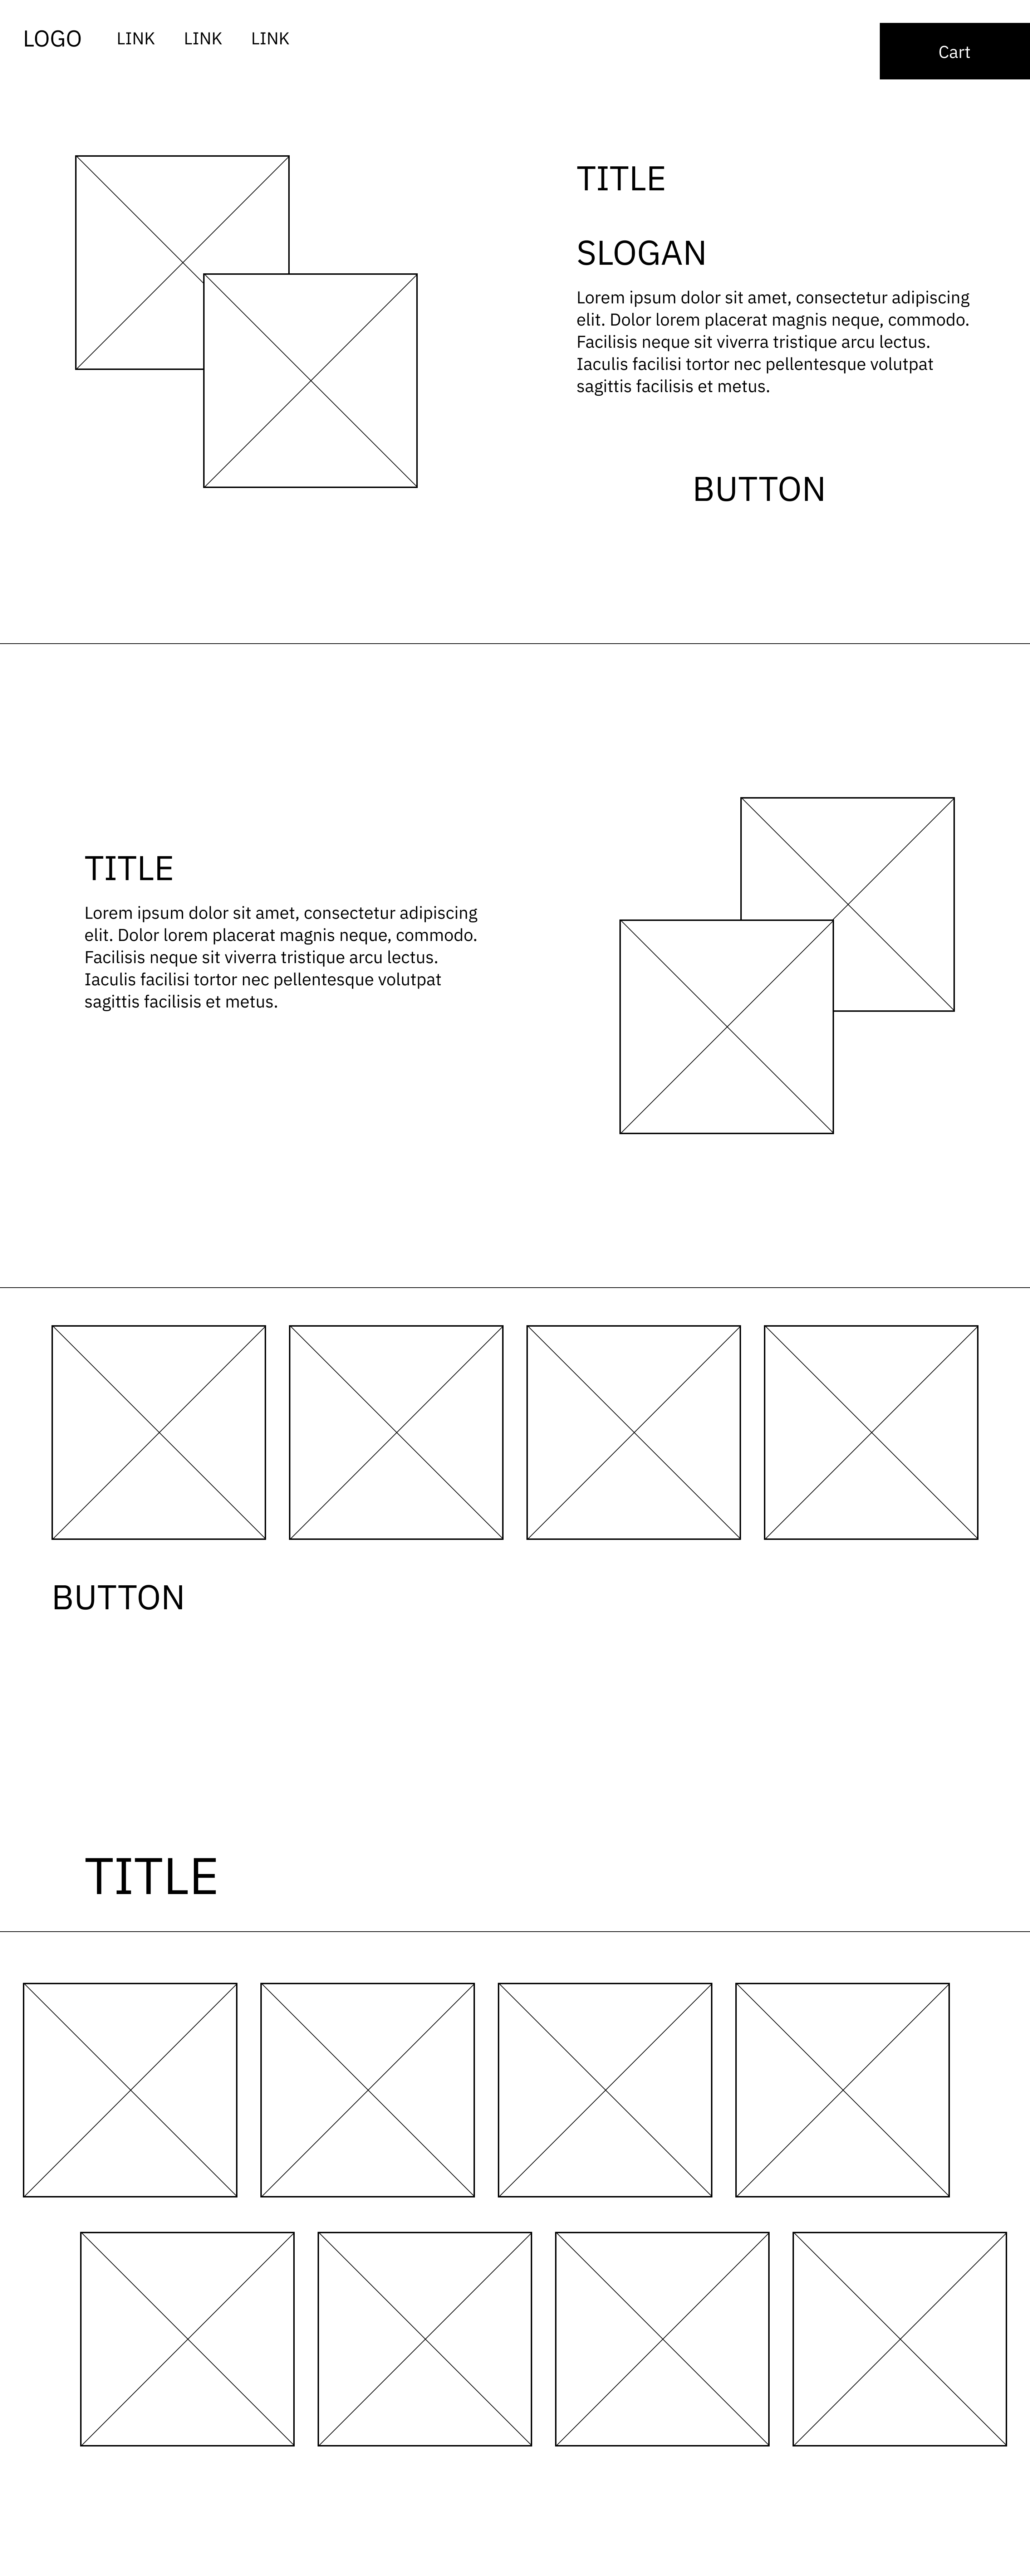 LOGO
LINK
LINK
LINK
Cart
TITLE
SLOGAN
Lorem ipsum dolor sit amet, consectetur adipiscing
elit. Dolor lorem placerat magnis neque, commodo.
Facilisis neque sit viverra tristique arcu lectus.
Iaculis facilisi tortor nec pellentesque volutpat
sagittis facilisis et metus.
BUTTON
TITLE
Lorem ipsum dolor sit amet, consectetur adipiscing
elit. Dolor lorem placerat magnis neque, commodo.
Facilisis neque sit viverra tristique arcu lectus.
Iaculis facilisi tortor nec pellentesque volutpat
sagittis facilisis et metus.
BUTTON
TITLE